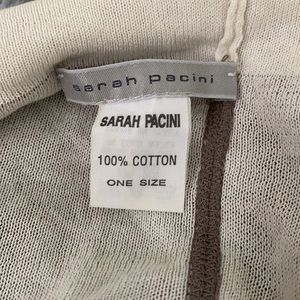 sarah pacini
SARAH PACINI
100% COTTON
ONE SIZE